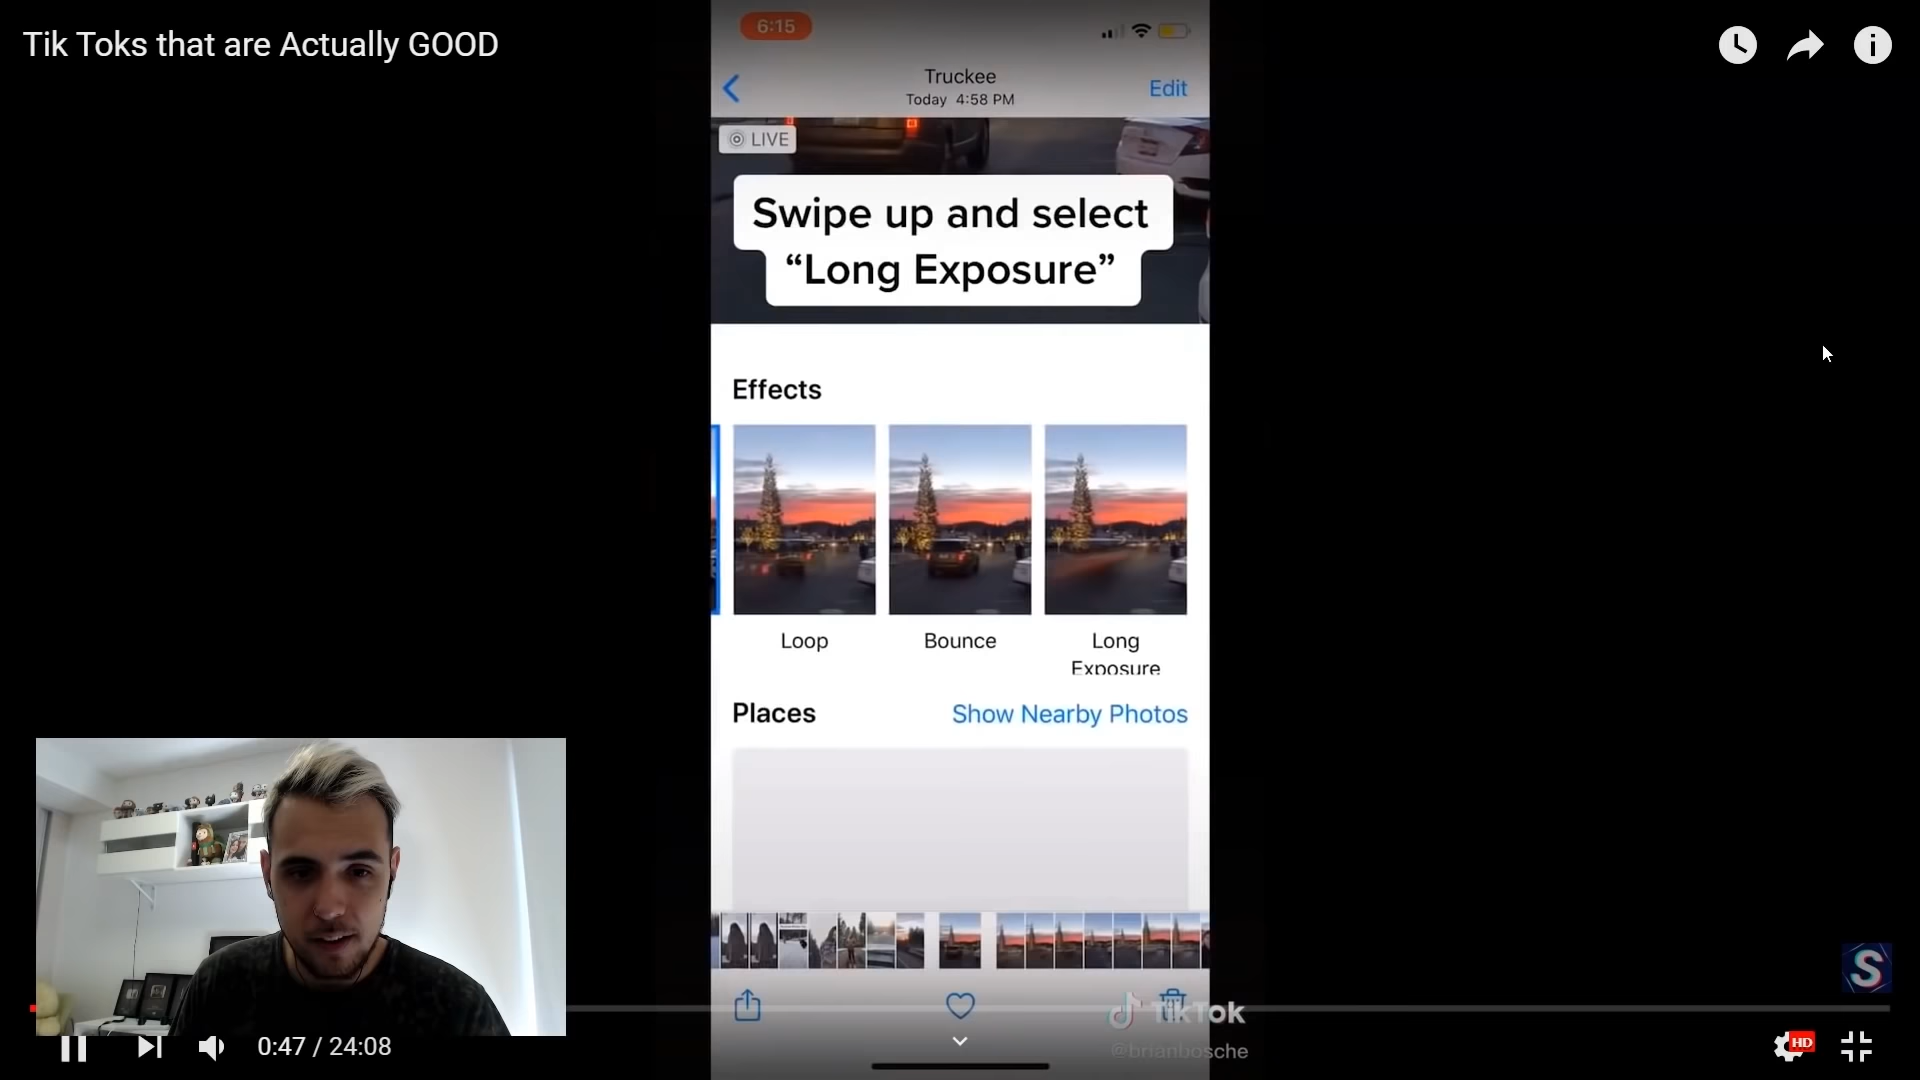 Tik Toks that are Actually GOOD
6:15
Truckee
Today 4:58 PM
Edit
LIVE
Swipe up and select
“Long Exposure”
Effects
Loop
Bounce
Long
Exposure
Places
Show Nearby Photos
TikTok
@brianbosche
S
0:47 / 24:08
HD